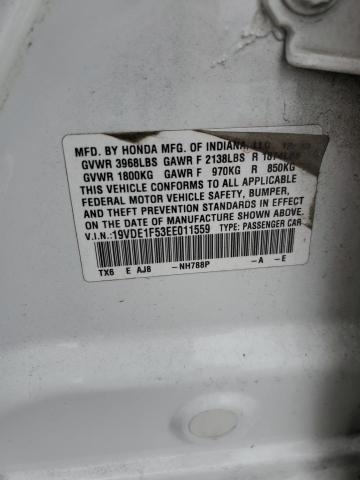 MFD. BY HONDA MFG. OF INDIANA, LLC
GVWR 3968LBS GAWR F 2138LBS R 1874LBS
GVWR 1800KG GAWR F 970KG R 850KG
THIS VEHICLE CONFORMS TO ALL APPLICABLE
FEDERAL MOTOR VEHICLE SAFETY, BUMPER,
AND THEFT PREVENTION STANDARDS IN EFFECT
ON THE DATE OF MANUFACTURE SHOWN ABOVE.
V.I.N.:19VDE1F53EE011559 TYPE: PASSENGER CAR
TX6 E AJ8 -NH788P -A -E